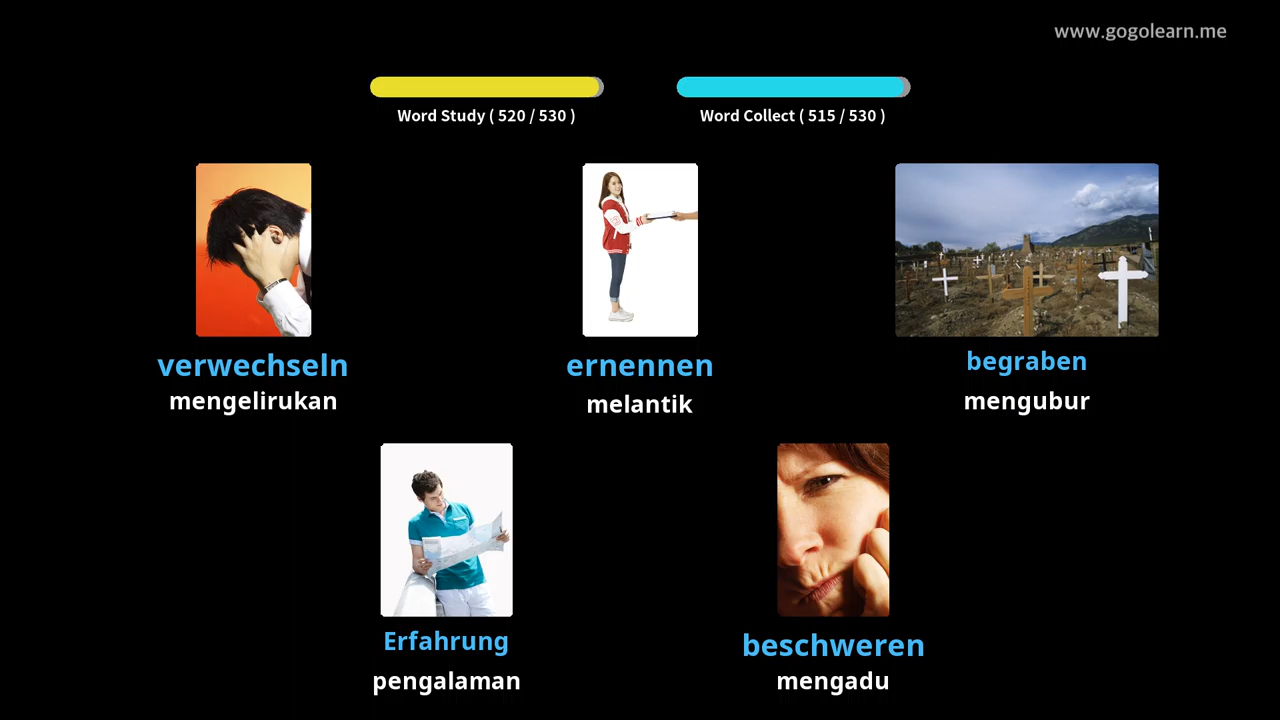 www.gogolearn.me
Word Study ( 520 / 530 )
Word Collect ( 515 / 530 )
verwechseln
mengelirukan
ernennen
melantik
begraben
mengubur
Erfahrung
pengalaman
beschweren
mengadu